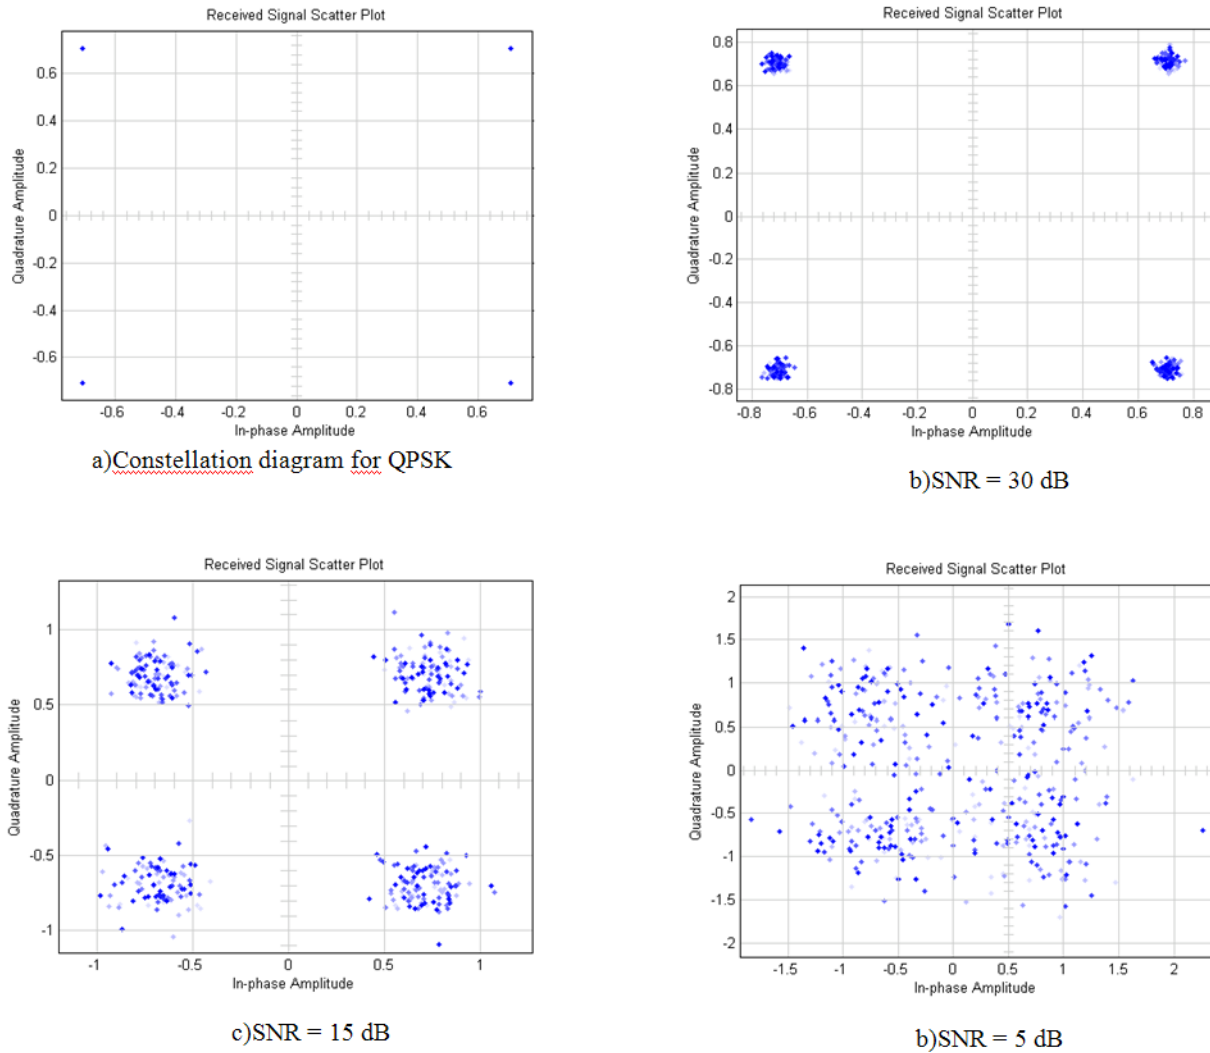 Received Signal Scatter Plot
Quadrature Amplitude
0.6
0.4
0.2
0
-0.2
-0.4
-0.6
-0.6 -0.4 -0.2 0 0.2 0.4 0.6
In-phase Amplitude
a)Constellation diagram for QPSK
Received Signal Scatter Plot
Quadrature Amplitude
0.8
0.6
0.4
0.2
0
-0.2
-0.4
-0.6
-0.8
-0.8 -0.6 -0.4 -0.2 0 0.2 0.4 0.6 0.8
In-phase Amplitude
b)SNR = 30 dB
Received Signal Scatter Plot
Quadrature Amplitude
1
0.5
0
-0.5
-1
-1 -0.5 0 0.5 1
In-phase Amplitude
c)SNR = 15 dB
Received Signal Scatter Plot
Quadrature Amplitude
2
1.5
1
0.5
0
-0.5
-1
-1.5
-2
-1.5 -1 -0.5 0 0.5 1 1.5 2
In-phase Amplitude
b)SNR = 5 dB